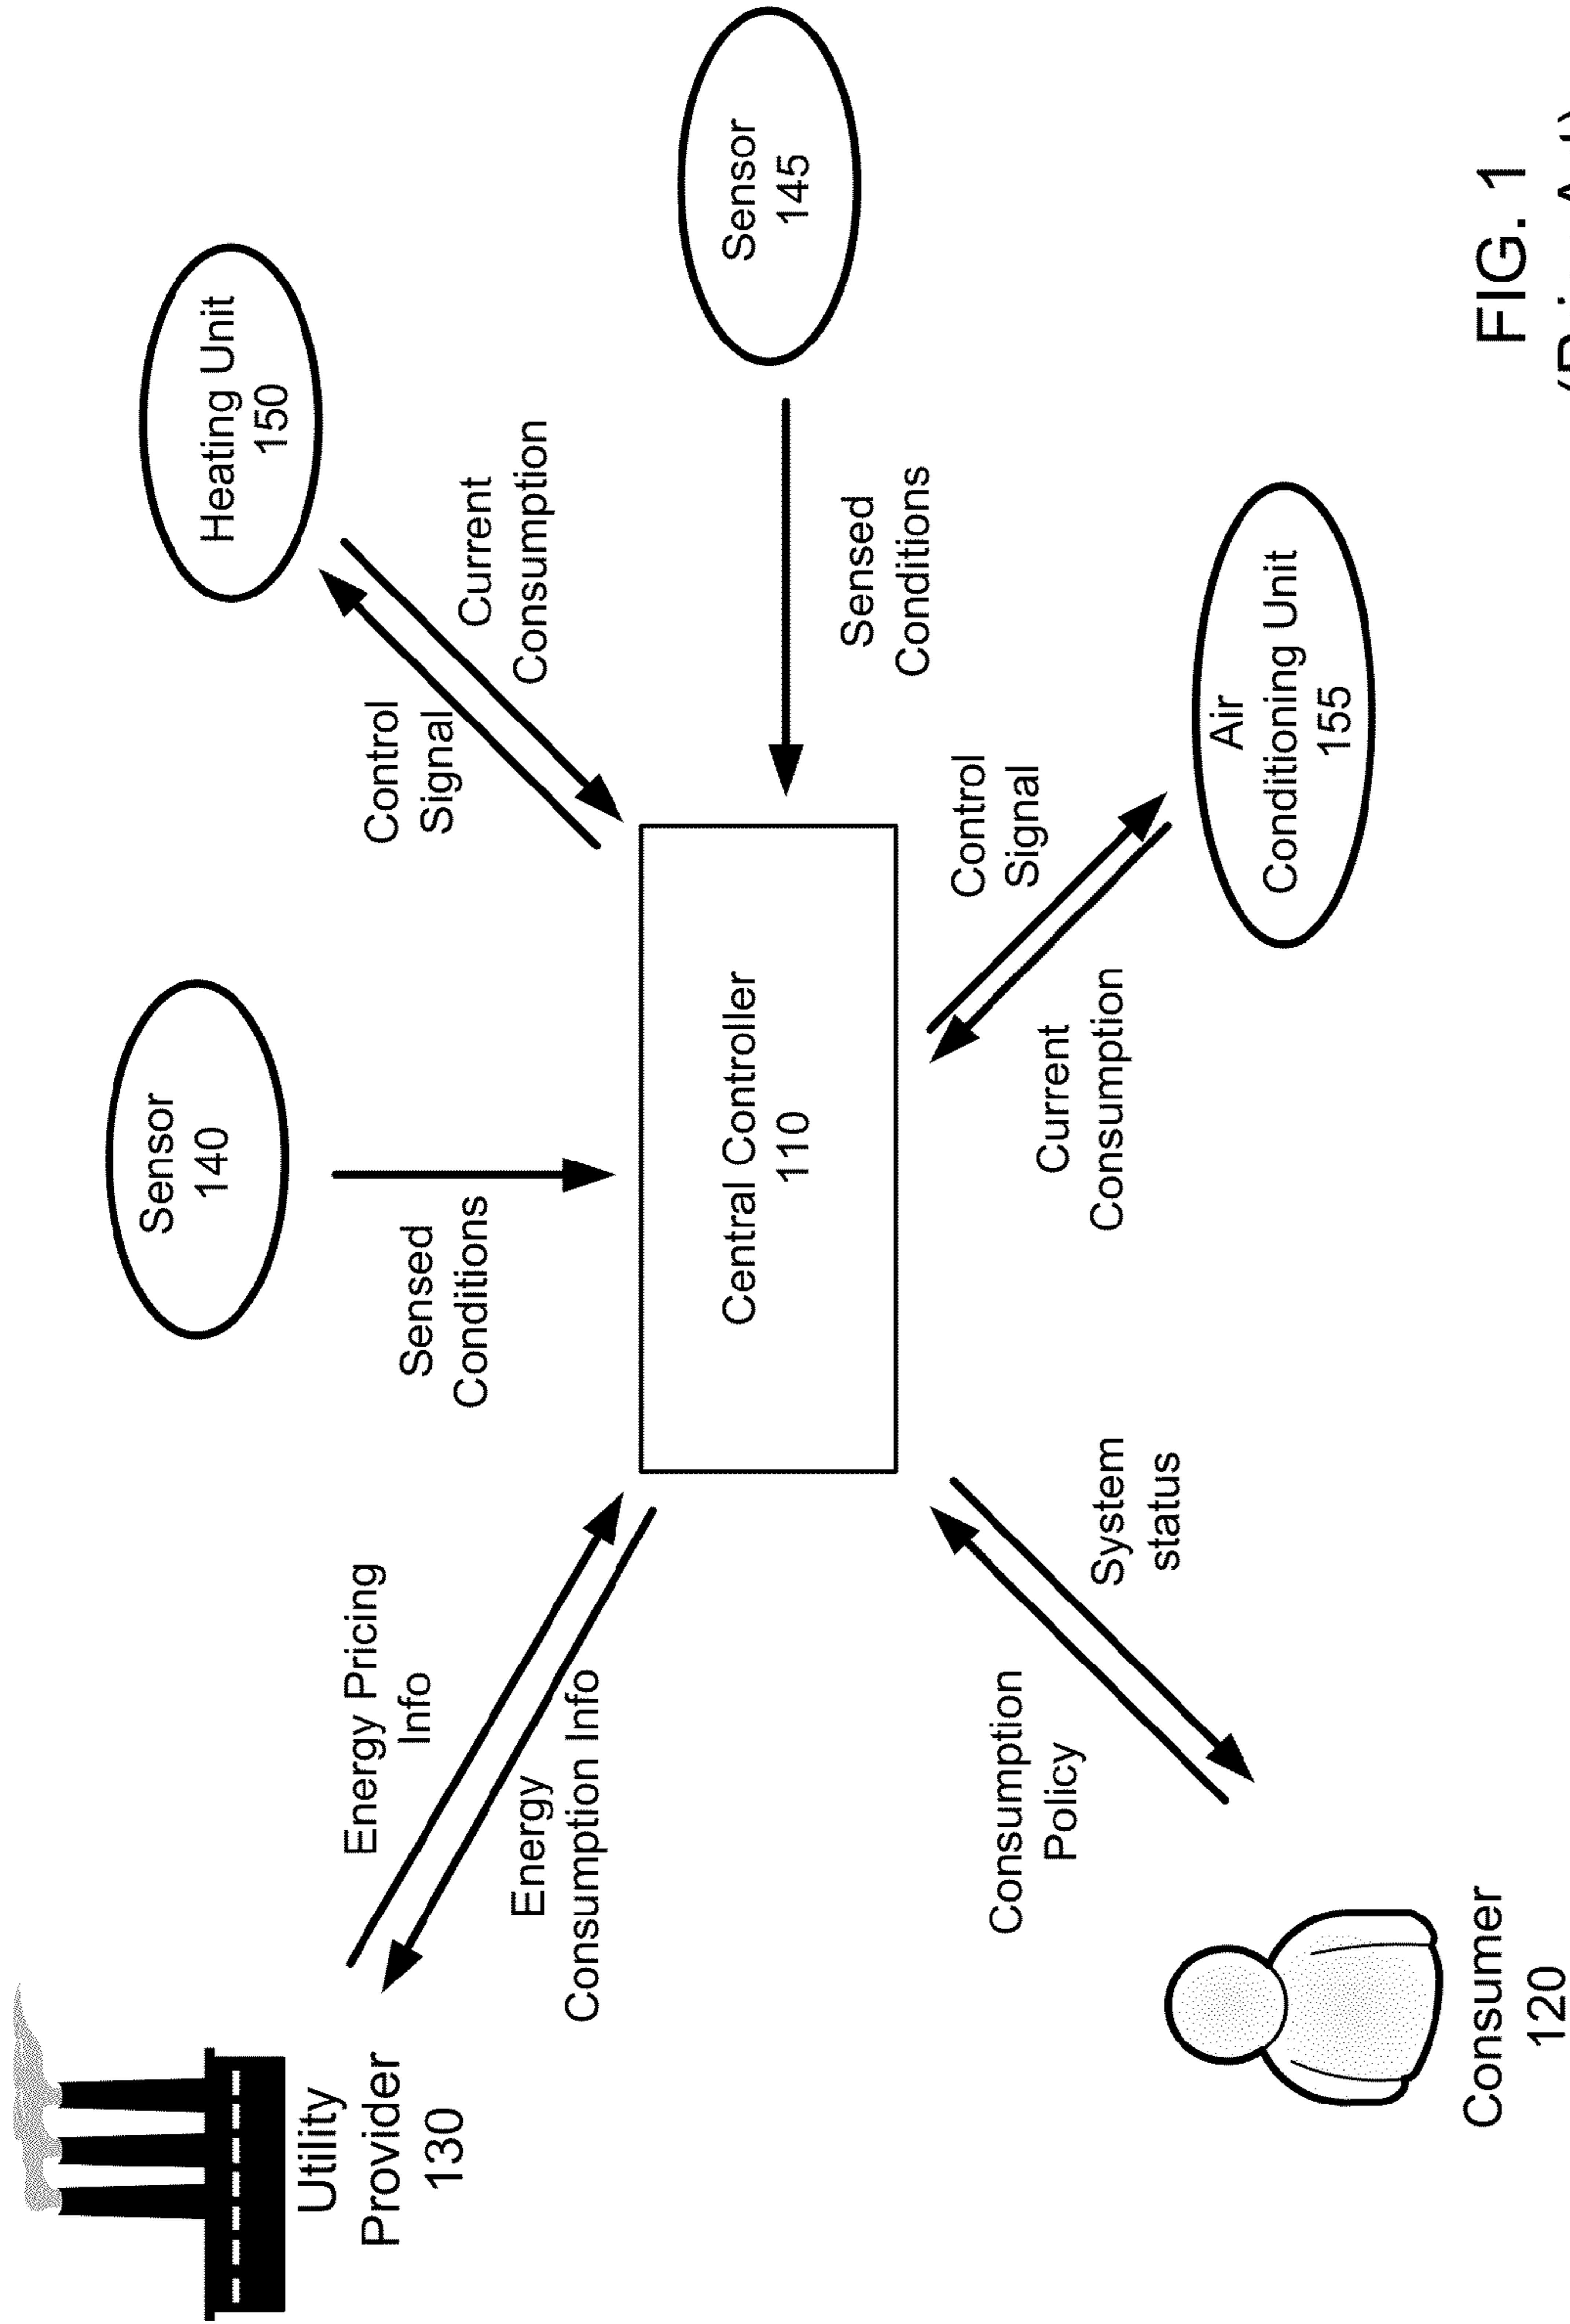 Utility
Provider
130
Energy Pricing
Info
Energy
Consumption Info
Sensor
140
Sensed
Conditions
Heating Unit
150
Control
Signal
Current
Consumption
Central Controller
110
Sensor
145
Sensed
Conditions
Consumption
Policy
System
status
Current
Consumption
Control
Signal
Air
Conditioning Unit
155
Consumer
120
FIG. 1